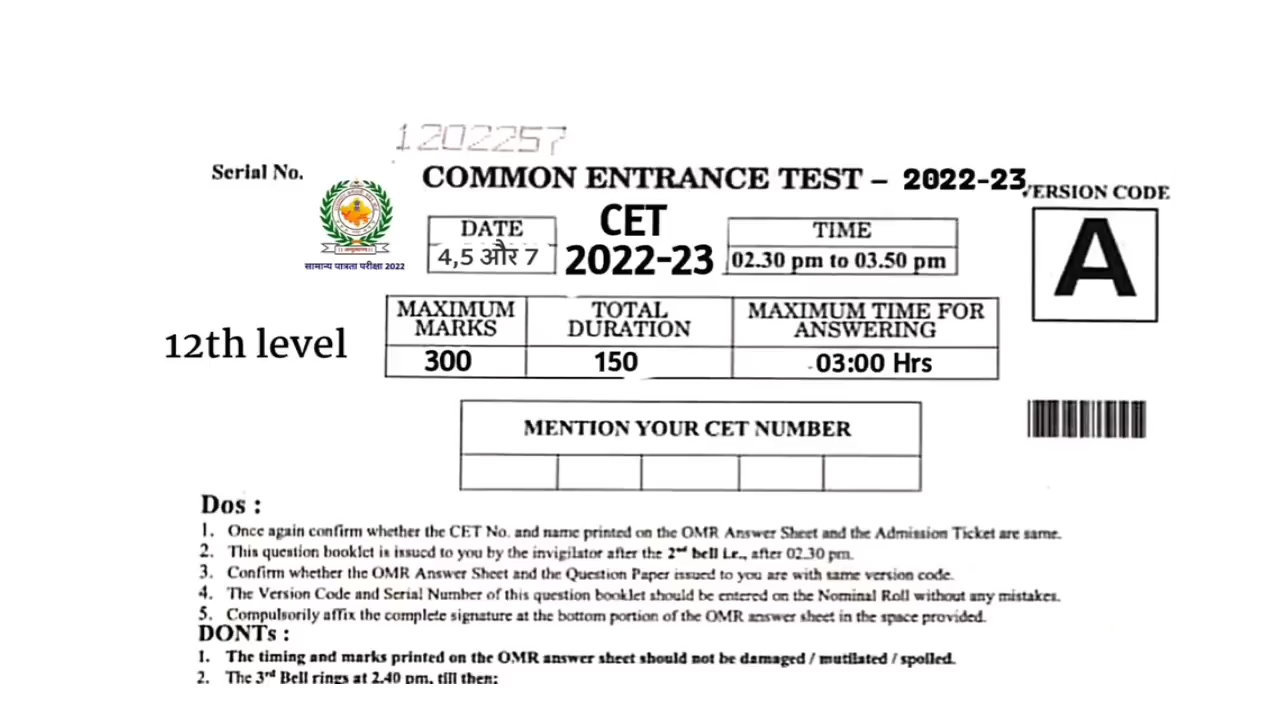 1202257
Serial No.
COMMON ENTRANCE TEST – 2022-23
VERSION CODE
A
CET
2022-23
DATE
4,5 और 7
TIME
02.30 pm to 03.50 pm
सामान्य पात्रता परीक्षा 2022
12th level
MAXIMUM MARKS
TOTAL DURATION
MAXIMUM TIME FOR ANSWERING
300
150
03:00 Hrs
MENTION YOUR CET NUMBER
Dos :
1. Once again confirm whether the CET No. and name printed on the OMR Answer Sheet and the Admission Ticket are same.
2. This question booklet is issued to you by the invigilator after the 2nd bell i.e., after 02.30 pm.
3. Confirm whether the OMR Answer Sheet and the Question Paper issued to you are with same version code.
4. The Version Code and Serial Number of this question booklet should be entered on the Nominal Roll without any mistakes.
5. Compulsorily affix the complete signature at the bottom portion of the OMR answer sheet in the space provided.
DONTs :
1. The timing and marks printed on the OMR answer sheet should not be damaged / mutilated / spoiled.
2. The 3rd Bell rings at 2.40 pm, till then: